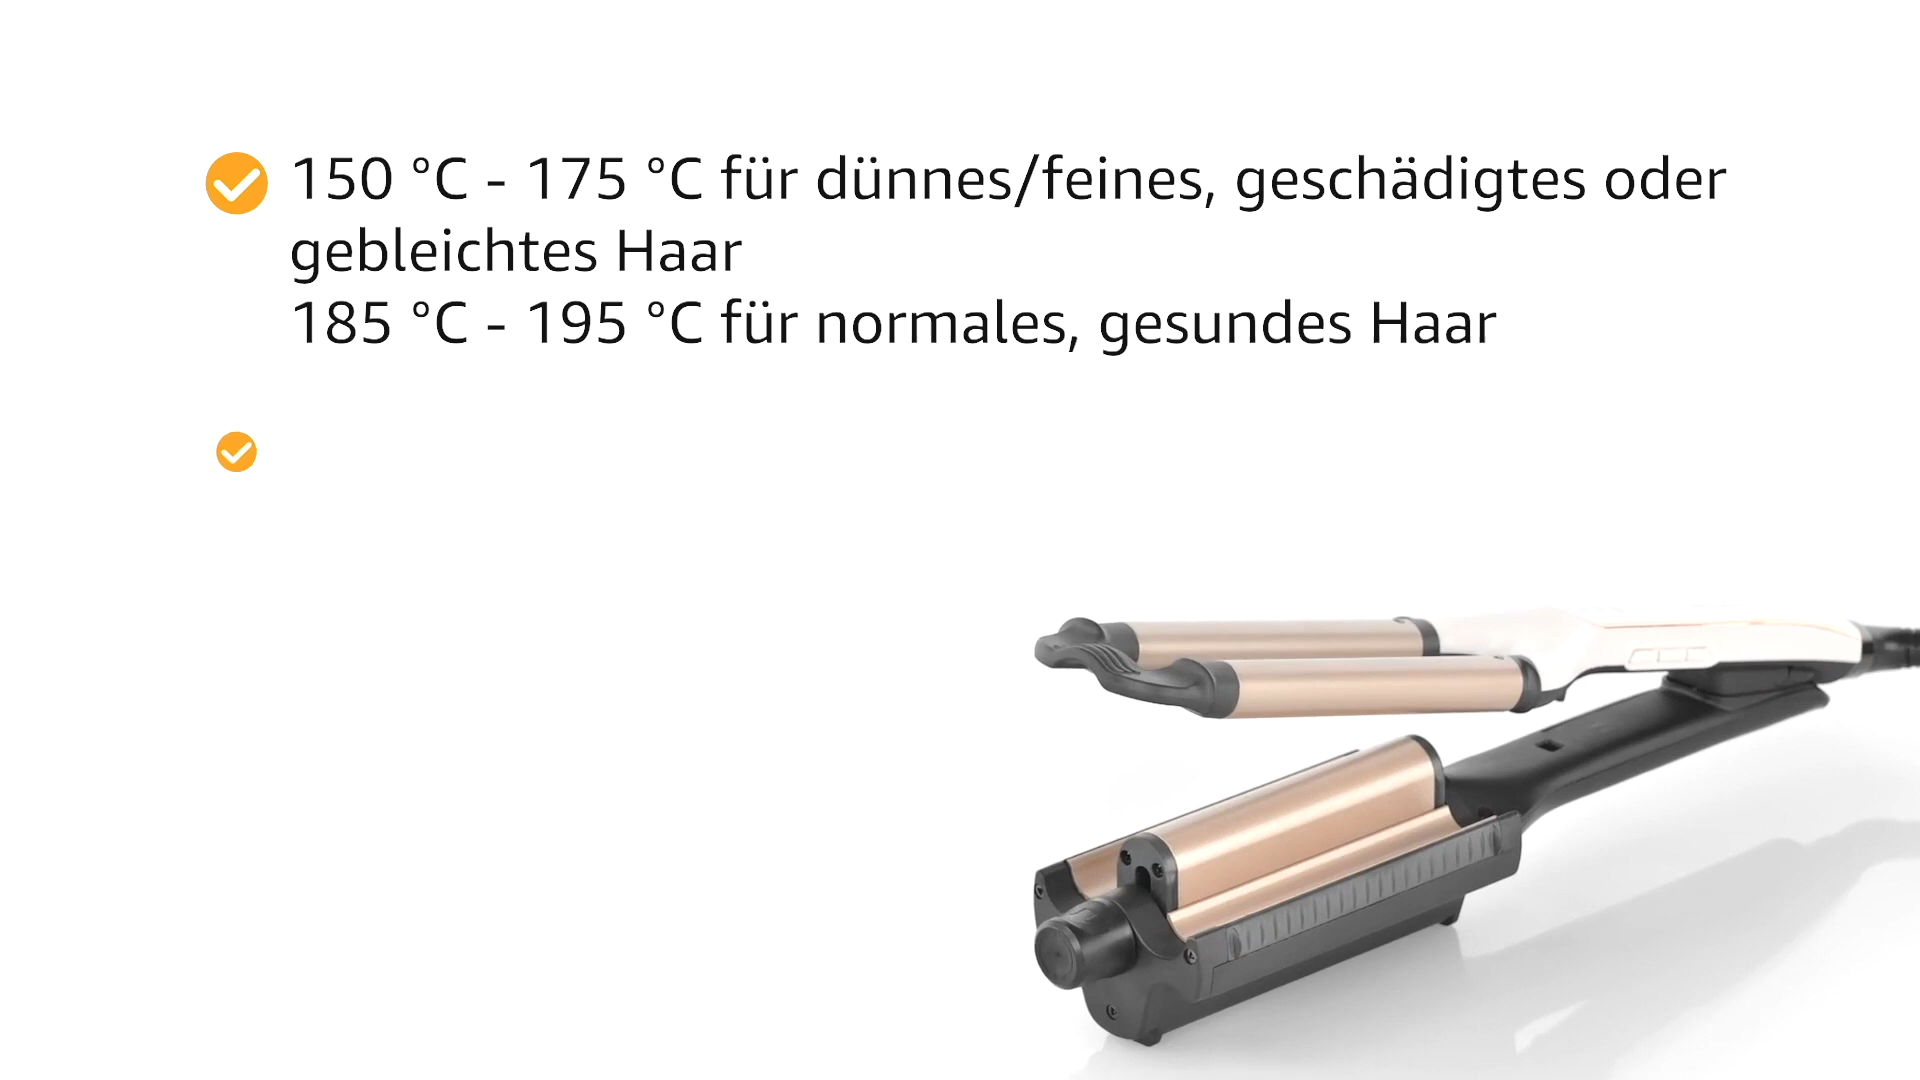 150 °C - 175 °C für dünnes/feines, geschädigtes oder
gebleichtes Haar
185 °C - 195 °C für normales, gesundes Haar